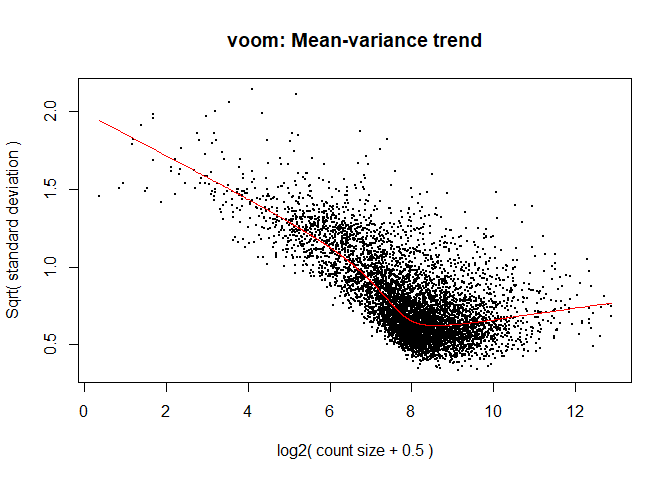 voom: Mean-variance trend
Sqrt( standard deviation )
2.0
1.5
1.0
0.5
0 2 4 6 8 10 12
log2( count size + 0.5 )